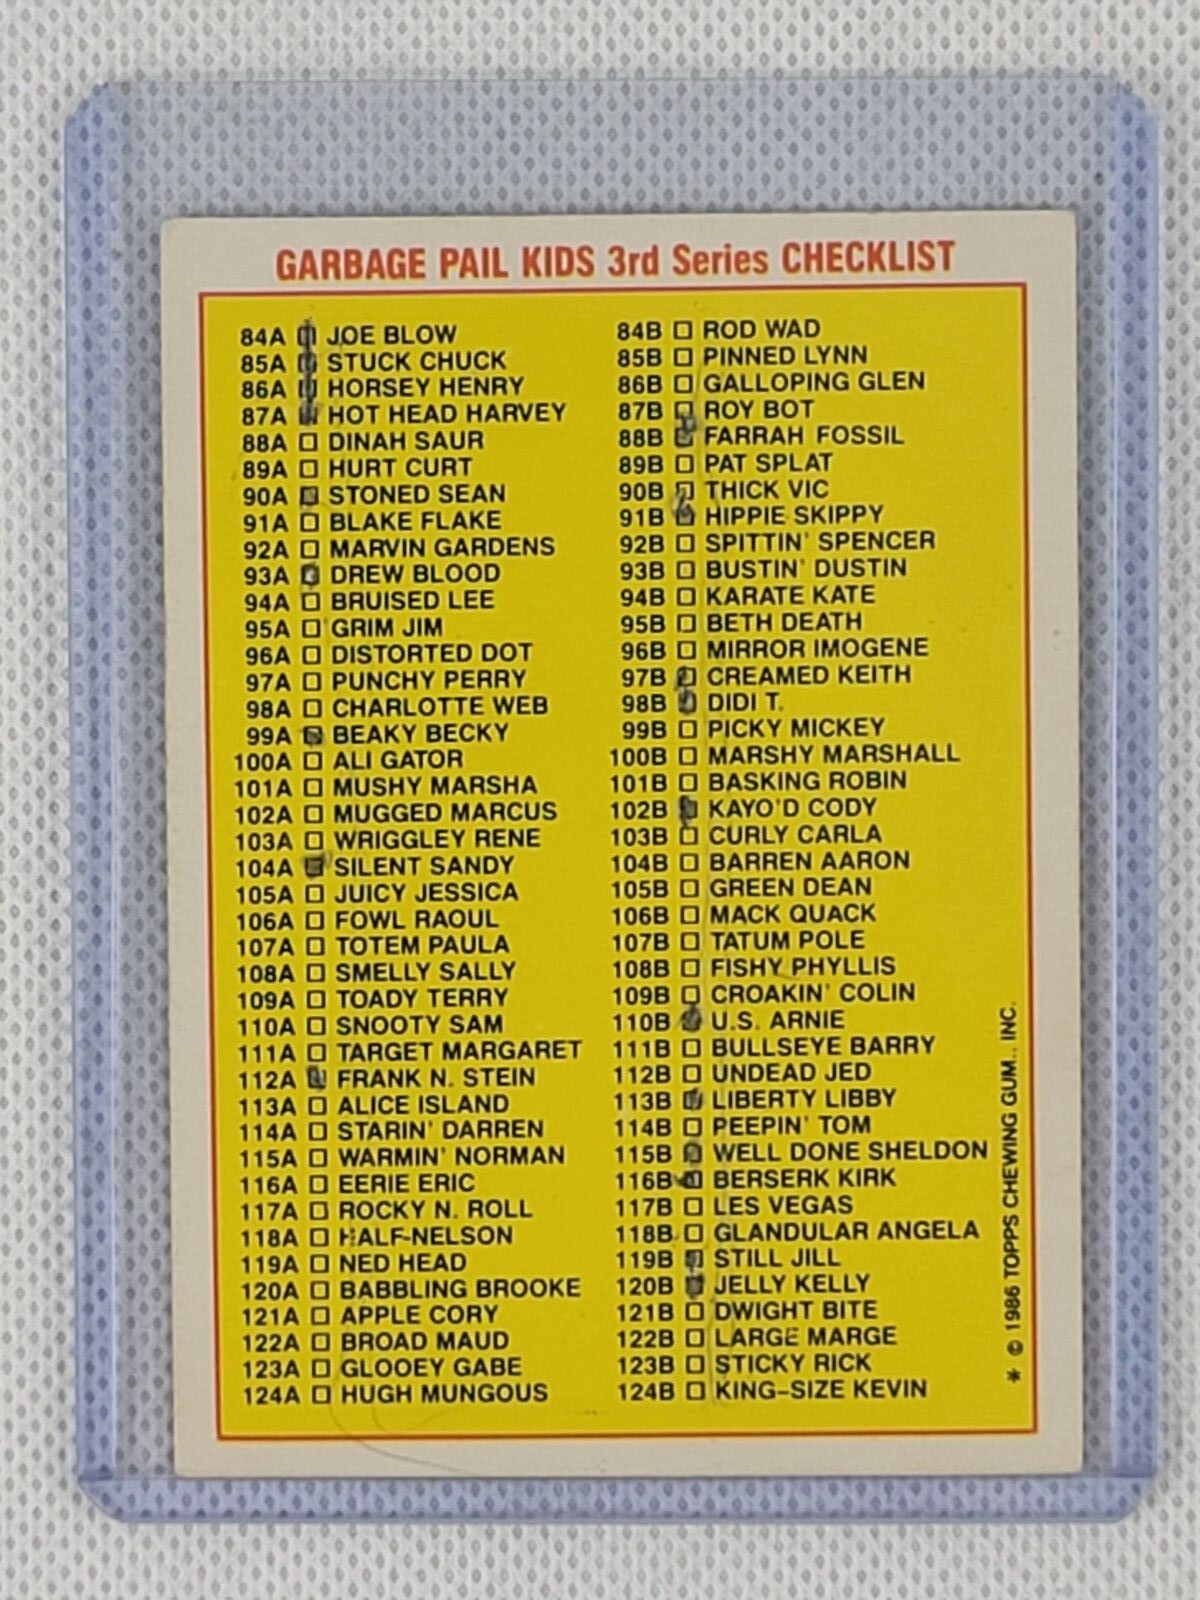 GARBAGE PAIL KIDS 3rd Series CHECKLIST
84A JOE BLOW
85A STUCK CHUCK
86A HORSEY HENRY
87A HOT HEAD HARVEY
88A DINAH SAUR
89A HURT CURT
90A STONED SEAN
91A BLAKE FLAKE
92A MARVIN GARDENS
93A DREW BLOOD
94A BRUISED LEE
95A GRIM JIM
96A DISTORTED DOT
97A PUNCHY PERRY
98A CHARLOTTE WEB
99A BEAKY BECKY
100A ALI GATOR
101A MUSHY MARSHA
102A MUGGED MARCUS
103A WRIGGLEY RENE
104A SILENT SANDY
105A JUICY JESSICA
106A FOWL RAOUL
107A TOTEM PAULA
108A SMELLY SALLY
109A TOADY TERRY
110A SNOOTY SAM
111A TARGET MARGARET
112A FRANK N. STEIN
113A ALICE ISLAND
114A STARIN' DARREN
115A WARMIN' NORMAN
116A EERIE ERIC
117A ROCKY N. ROLL
118A HALF-NELSON
119A NED HEAD
120A BABBLING BROOKE
121A APPLE CORY
122A BROAD MAUD
123A GLOOEY GABE
124A HUGH MUNGOUS
84B ROD WAD
85B PINNED LYNN
86B GALLOPING GLEN
87B ROY BOT
88B FARRAH FOSSIL
89B PAT SPLAT
90B THICK VIC
91B HIPPIE SKIPPY
92B SPITTIN' SPENCER
93B BUSTIN' DUSTIN
94B KARATE KATE
95B BETH DEATH
96B MIRROR IMOGENE
97B CREAMED KEITH
98B DIDI T.
99B PICKY MICKEY
100B MARSHY MARSHALL
101B BASKING ROBIN
102B KAYO'D CODY
103B CURLY CARLA
104B BARREN AARON
105B GREEN DEAN
106B MACK QUACK
107B TATUM POLE
108B FISHY PHYLLIS
109B CROAKIN' COLIN
110B U.S. ARNIE
111B BULLSEYE BARRY
112B UNDEAD JED
113B LIBERTY LIBBY
114B PEEPIN' TOM
115B WELL DONE SHELDON
116B BERSERK KIRK
117B LES VEGAS
118B GLANDULAR ANGELA
119B STILL JILL
120B JELLY KELLY
121B DWIGHT BITE
122B LARGE MARGE
123B STICKY RICK
124B KING-SIZE KEVIN
* © 1986 TOPPS CHEWING GUM., INC.